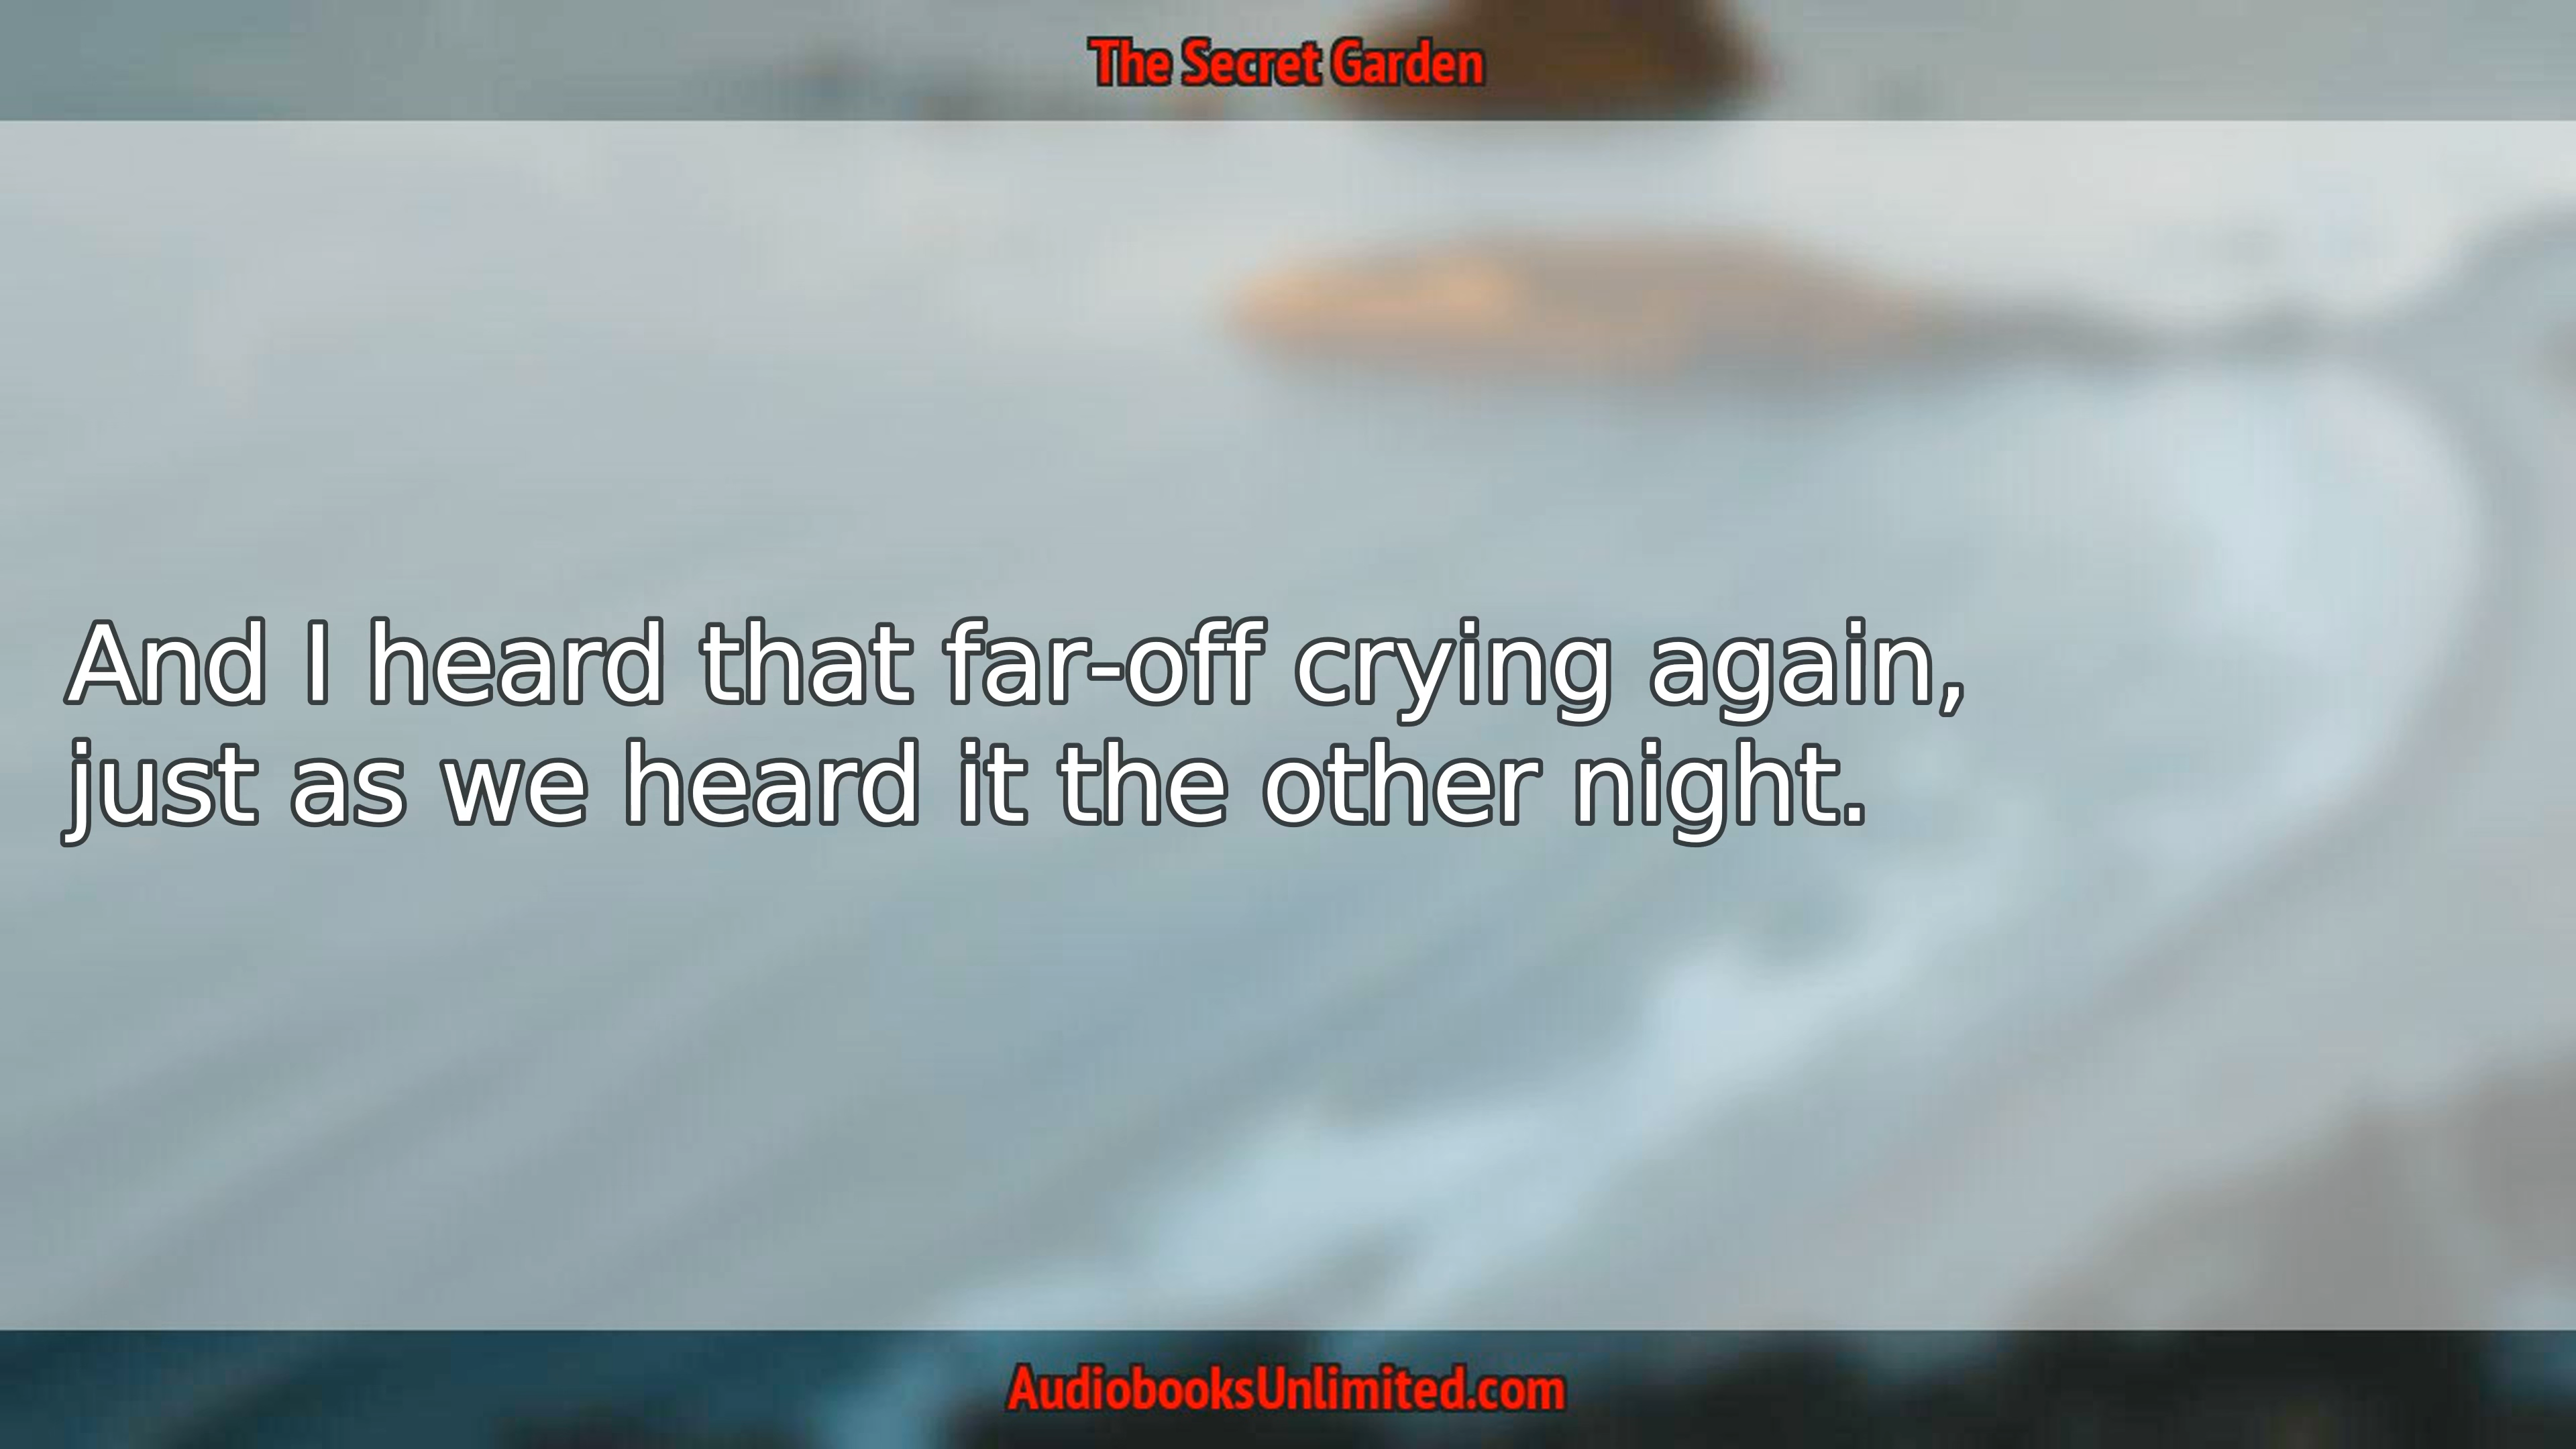 The Secret Garden
And I heard that far-off crying again,
just as we heard it the other night.
AudiobooksUnlimited.com